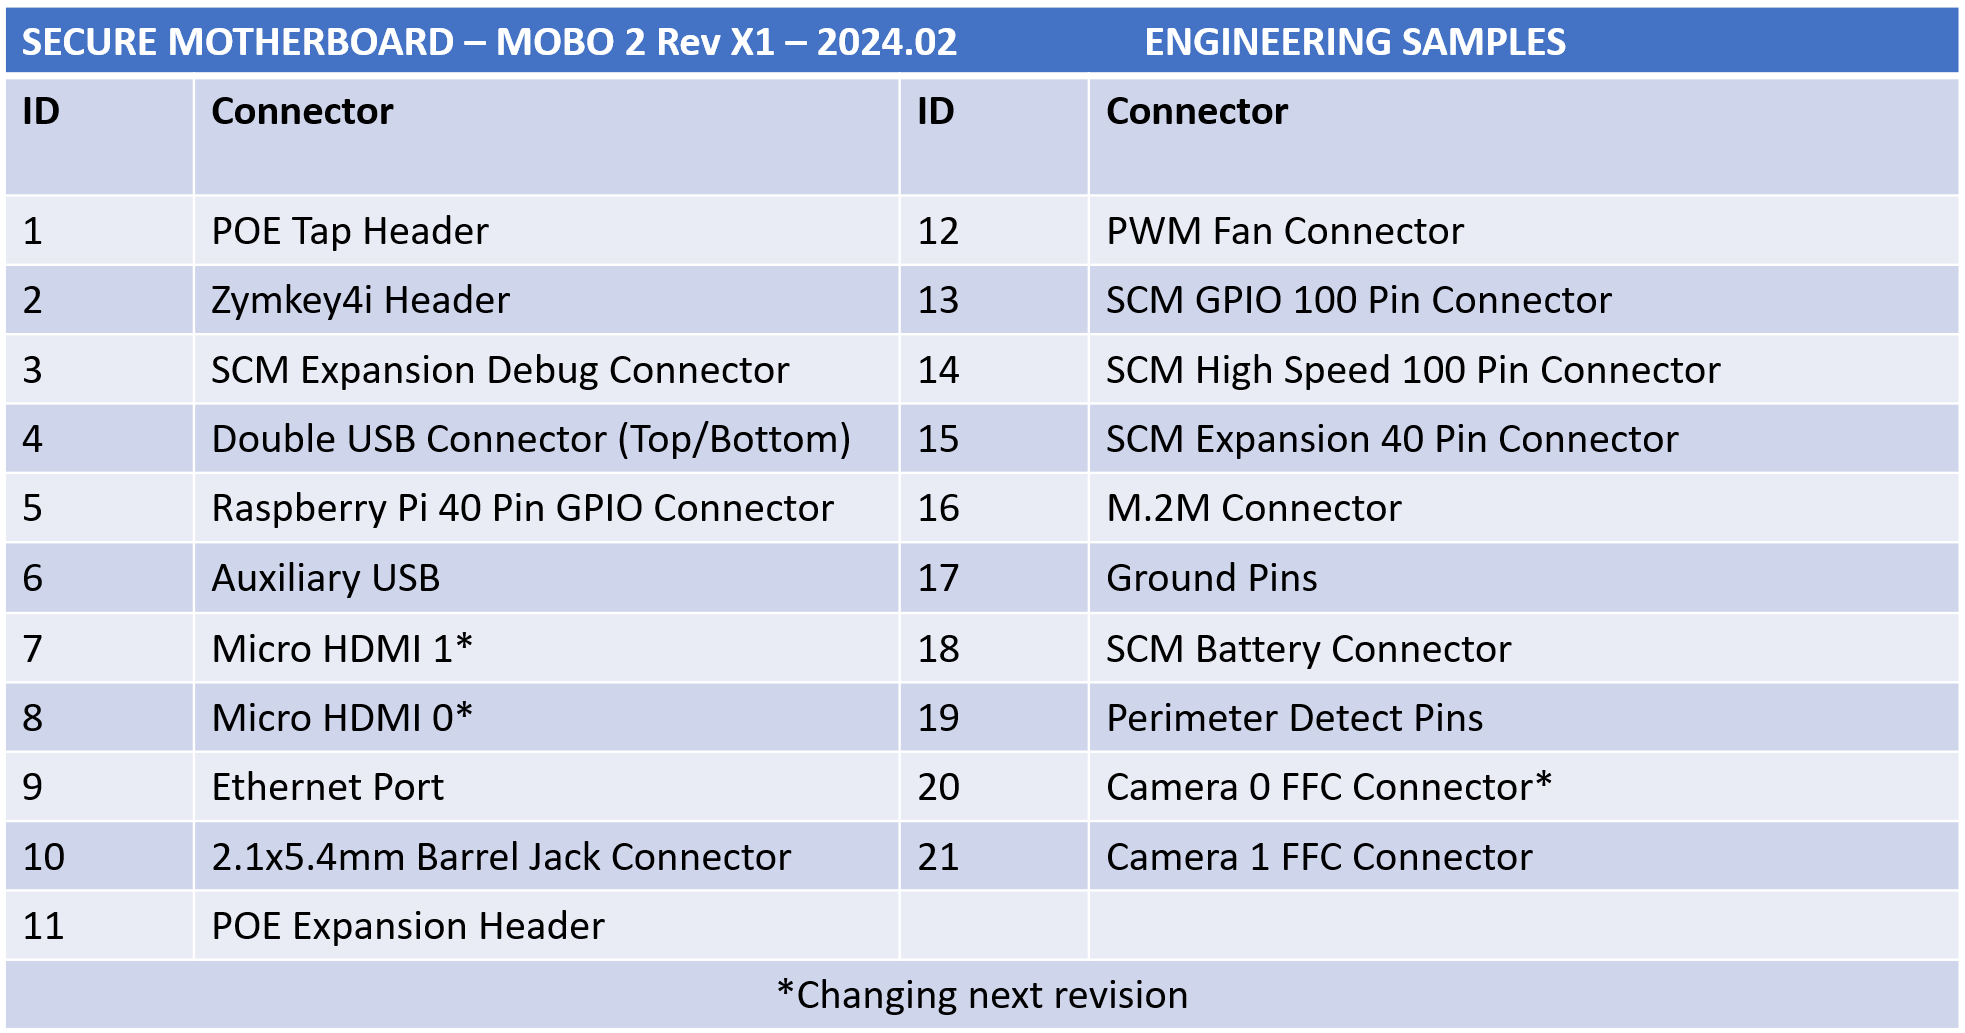 SECURE MOTHERBOARD – MOBO 2 Rev X1 – 2024.02 ENGINEERING SAMPLES
ID Connector ID Connector
1 POE Tap Header 12 PWM Fan Connector
2 Zymkey4i Header 13 SCM GPIO 100 Pin Connector
3 SCM Expansion Debug Connector 14 SCM High Speed 100 Pin Connector
4 Double USB Connector (Top/Bottom) 15 SCM Expansion 40 Pin Connector
5 Raspberry Pi 40 Pin GPIO Connector 16 M.2M Connector
6 Auxiliary USB 17 Ground Pins
7 Micro HDMI 1* 18 SCM Battery Connector
8 Micro HDMI 0* 19 Perimeter Detect Pins
9 Ethernet Port 20 Camera 0 FFC Connector*
10 2.1x5.4mm Barrel Jack Connector 21 Camera 1 FFC Connector
11 POE Expansion Header
*Changing next revision